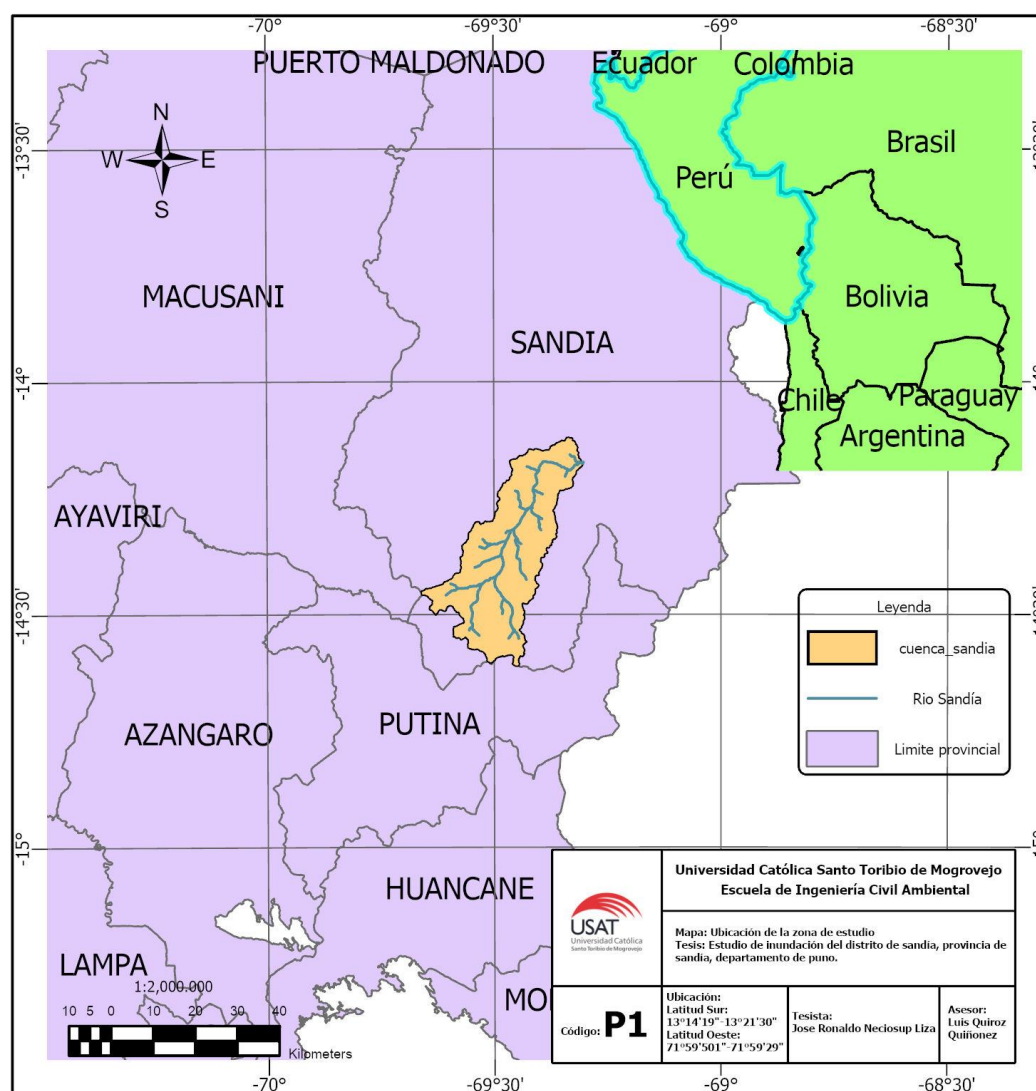 -70°
-69°30'
-69°
-68°30'
PUERTO MALDONADO
Ecuador
Colombia
-13°30'
N
W
E
S
Brasil
Perú
MACUSANI
Bolivia
SANDIA
-14°
Chile
Paraguay
Argentina
AYAVIRI
Leyenda
cuenca_sandia
Rio Sandía
Limite provincial
-14°30'
AZANGARO
PUTINA
-15°
HUANCANE
LAMPA
1:2,000.000
10 5 0 10 20 30 40
Kilometers
MO
USAT
Universidad Católica
Santo Toribio de Mogrovejo
Universidad Católica Santo Toribio de Mogrovejo
Escuela de Ingeniería Civil Ambiental
Mapa: Ubicación de la zona de estudio
Tesis: Estudio de inundación del distrito de sandía, provincia de
sandía, departamento de puno.
Código: P1
Ubicación:
Latitud Sur:
13°14'19"-13°21'30"
Latitud Oeste:
71°59'501"-71°59'29"
Tesista:
Jose Ronaldo Neciosup Liza
Asesor:
Luis Quiroz
Quiñonez
-70°
-69°30'
-69°
-68°30'